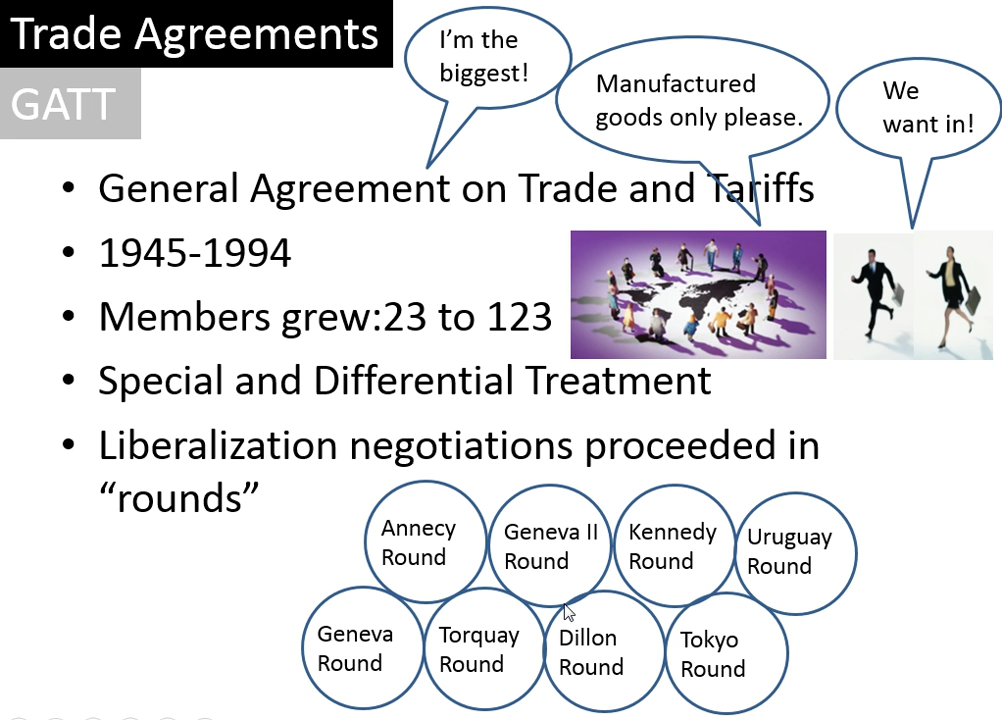 Trade Agreements
GATT
I'm the
biggest!
Manufactured
goods only please.
We
want in!
• General Agreement on Trade and Tariffs
• 1945-1994
• Members grew:23 to 123
• Special and Differential Treatment
• Liberalization negotiations proceeded in
“rounds”
Annecy
Round
Geneva II
Round
Kennedy
Round
Uruguay
Round
Geneva
Round
Torquay
Round
Dillon
Round
Tokyo
Round